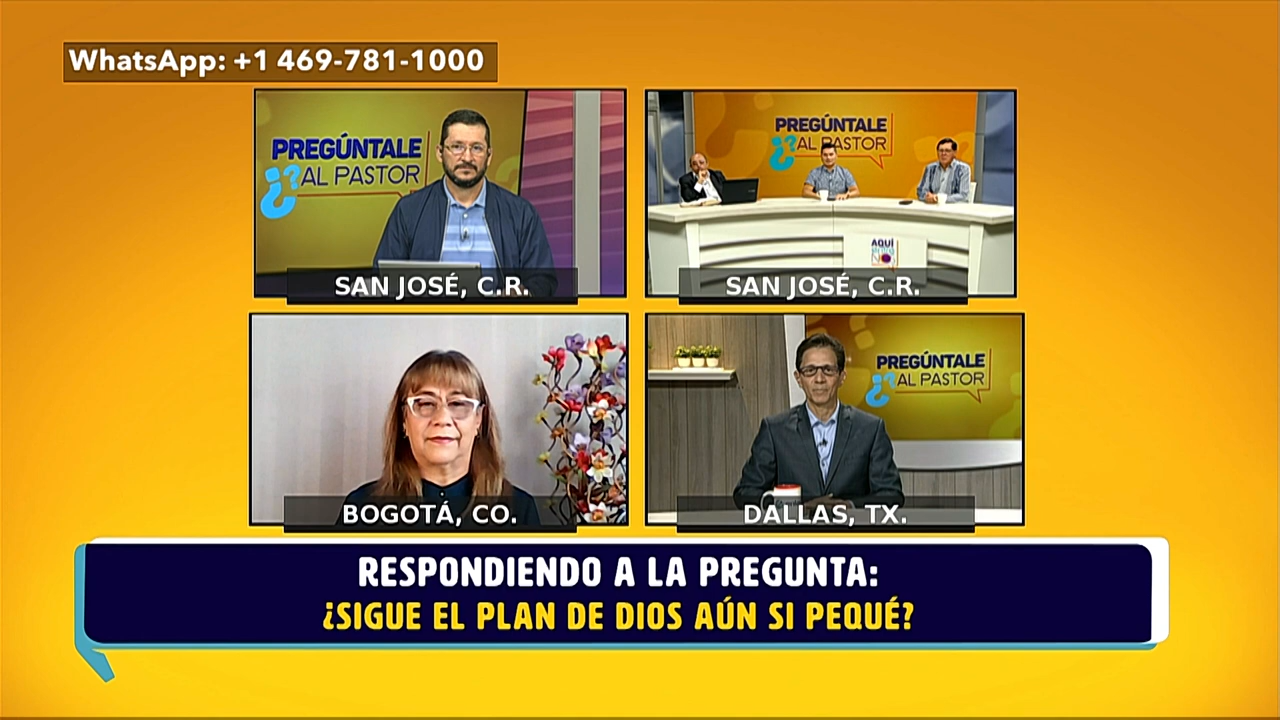 WhatsApp: +1 469-781-1000
PREGÚNTALE
AL PASTOR
SAN JOSÉ, C.R.
PREGÚNTALE
AL PASTOR
AQUÍ
SAN JOSÉ, C.R.
BOGOTÁ, CO.
PREGÚNTALE
AL PASTOR
DALLAS, TX.
RESPONDIENDO A LA PREGUNTA:
¿SIGUE EL PLAN DE DIOS AÚN SI PEQUÉ?